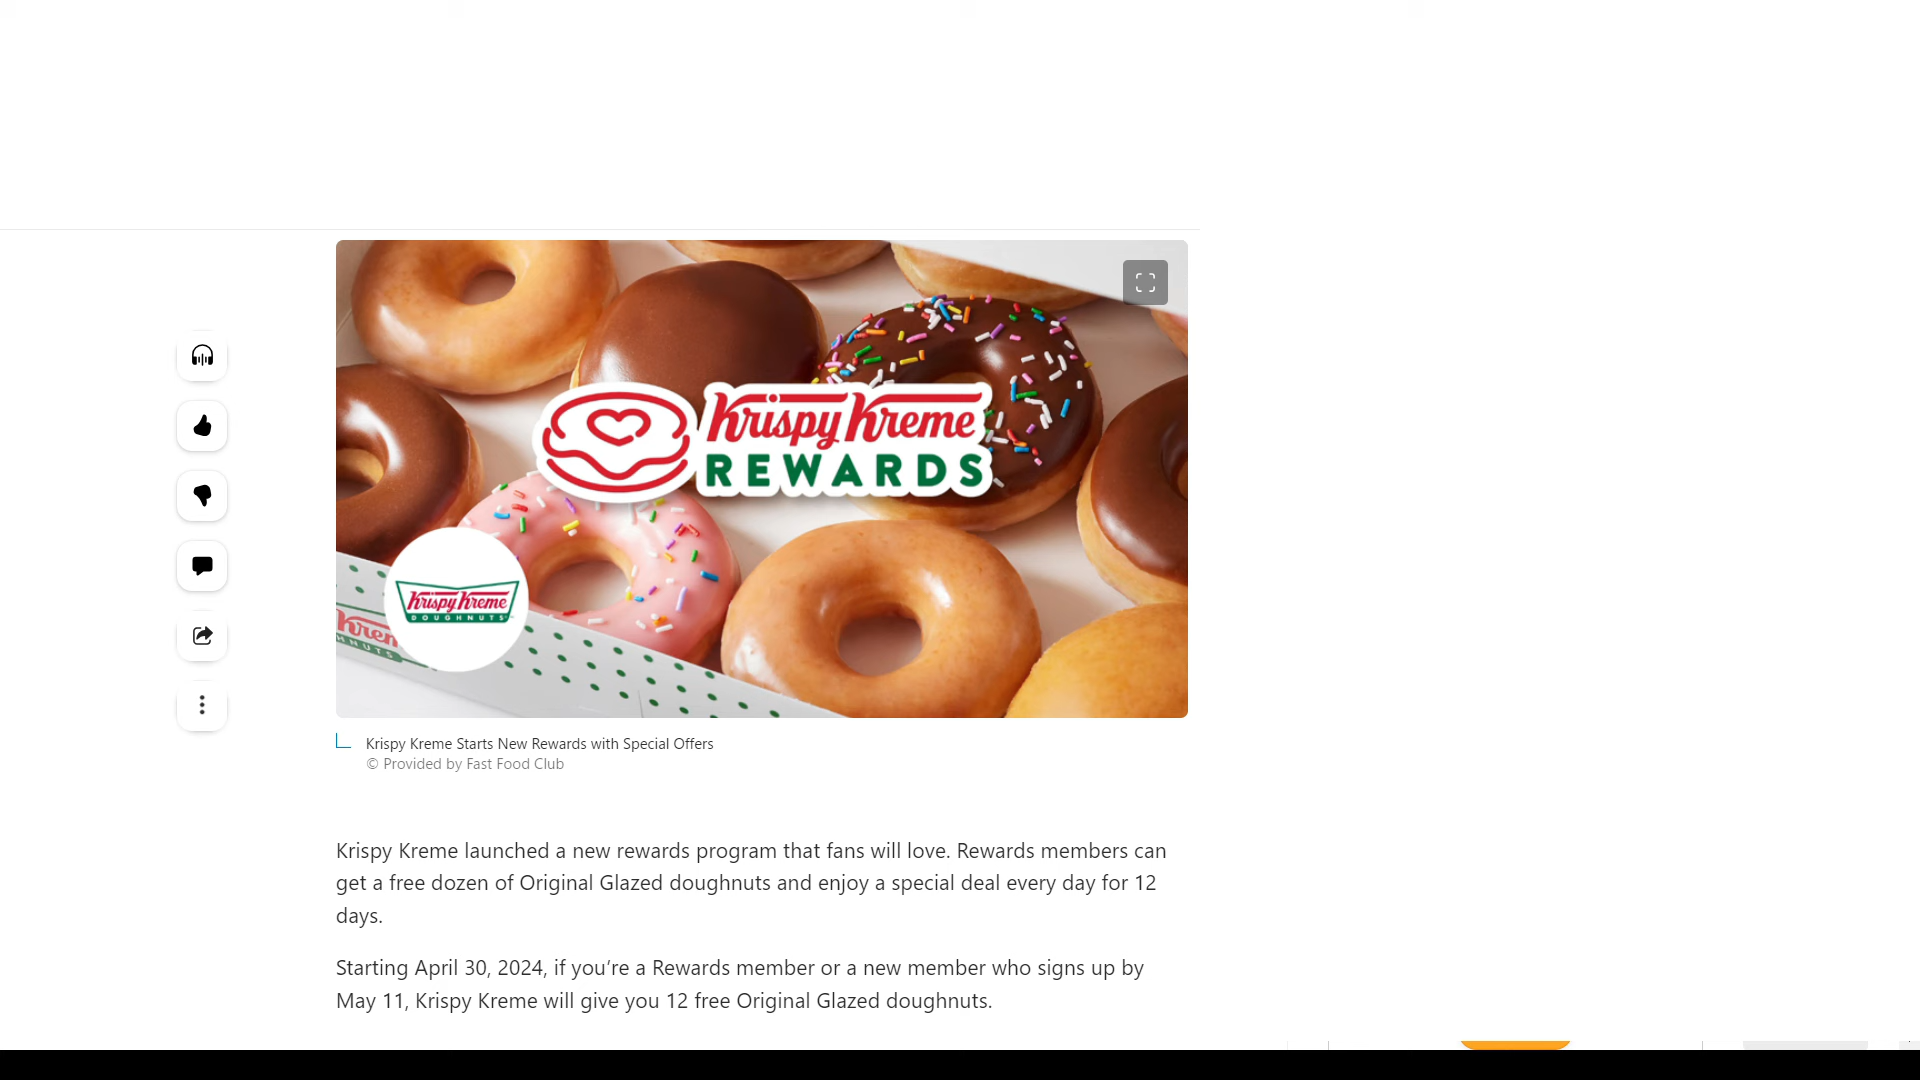 Krispy Kreme
REWARDS
Krispy Kreme
DOUGHNUTS
Krispy Kreme Starts New Rewards with Special Offers
© Provided by Fast Food Club
Krispy Kreme launched a new rewards program that fans will love. Rewards members can
get a free dozen of Original Glazed doughnuts and enjoy a special deal every day for 12
days.
Starting April 30, 2024, if you’re a Rewards member or a new member who signs up by
May 11, Krispy Kreme will give you 12 free Original Glazed doughnuts.